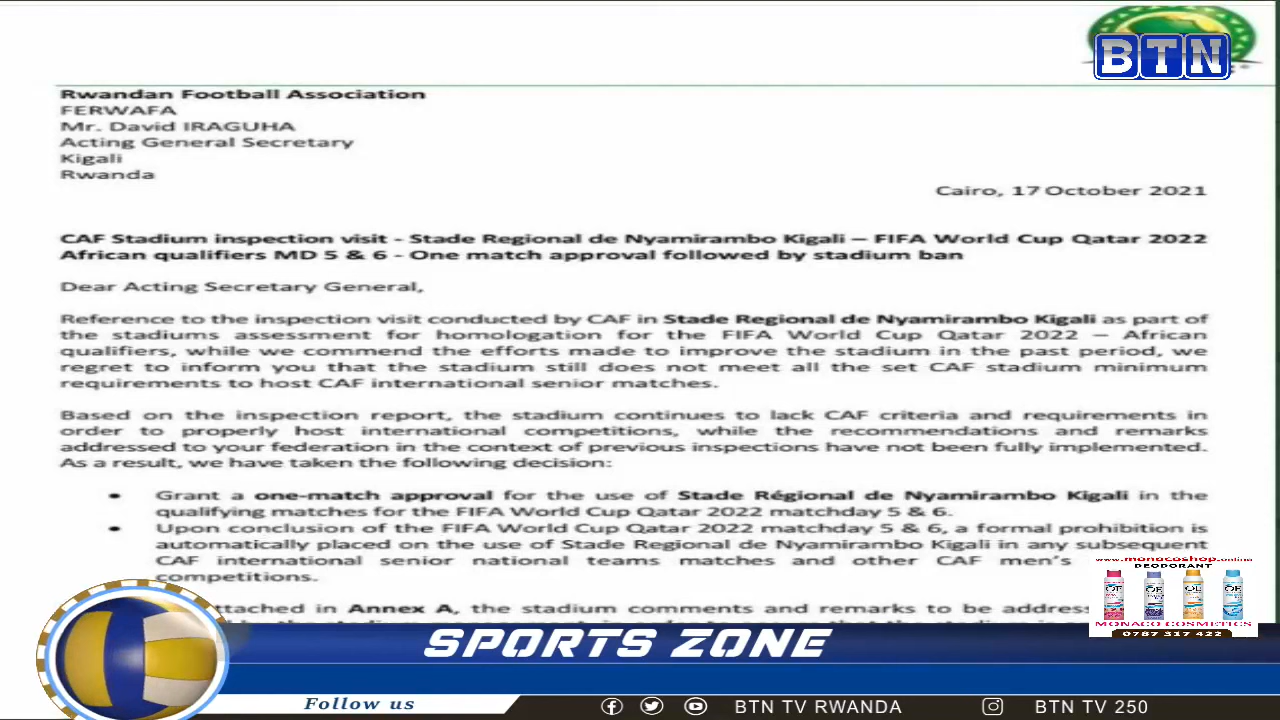 BTN
Rwandan Football Association
FERWAFA
Mr. David IRAGUHA
Acting General Secretary
Kigali
Rwanda
Cairo, 17 October 2021
CAF Stadium inspection visit - Stade Regional de Nyamirambo Kigali – FIFA World Cup Qatar 2022
African qualifiers MD 5 & 6 - One match approval followed by stadium ban
Dear Acting Secretary General,
Reference to the inspection visit conducted by CAF in Stade Regional de Nyamirambo Kigali as part of
the stadiums assessment for homologation for the FIFA World Cup Qatar 2022 – African
qualifiers, while we commend the efforts made to improve the stadium in the past period, we
regret to inform you that the stadium still does not meet all the set CAF stadium minimum
requirements to host CAF international senior matches.
Based on the inspection report, the stadium continues to lack CAF criteria and requirements in
order to properly host international competitions, while the recommendations and remarks
addressed to your federation in the context of previous inspections have not been fully implemented.
As a result, we have taken the following decision:
• Grant a one-match approval for the use of Stade Régional de Nyamirambo Kigali in the
qualifying matches for the FIFA World Cup Qatar 2022 matchday 5 & 6.
• Upon conclusion of the FIFA World Cup Qatar 2022 matchday 5 & 6, a formal prohibition is
automatically placed on the use of Stade Regional de Nyamirambo Kigali in any subsequent
CAF international senior national teams matches and other CAF men's
competitions.
attached in Annex A, the stadium comments and remarks to be
www.monacoshop.online
DEODORANT
MONACO COSMETICS
0787 317 422
SPORTS ZONE
Follow us
BTN TV RWANDA
BTN TV 250